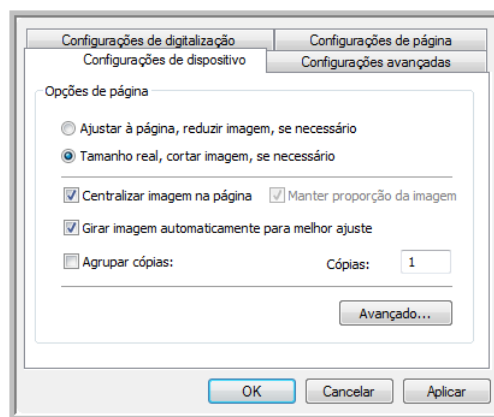 Configurações de digitalização Configurações de página
Configurações de dispositivo Configurações avançadas
Opções de página
Ajustar à página, reduzir imagem, se necessário
Tamanho real, cortar imagem, se necessário
Centralizar imagem na página Manter proporção da imagem
Girar imagem automaticamente para melhor ajuste
Agrupar cópias: Cópias: 1
Avançado...
OK Cancelar Aplicar